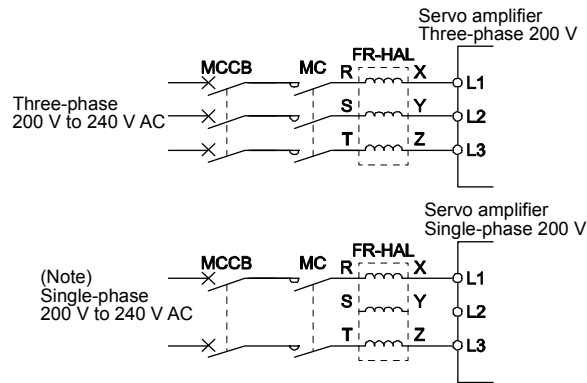 Servo amplifier
Three-phase 200 V
FR-HAL
MCCB MC R X
L1
Three-phase
200 V to 240 V AC
S Y
L2
T Z
L3
Servo amplifier
Single-phase 200 V
FR-HAL
MCCB MC R X
L1
(Note)
Single-phase
200 V to 240 V AC
S Y
L2
T Z
L3